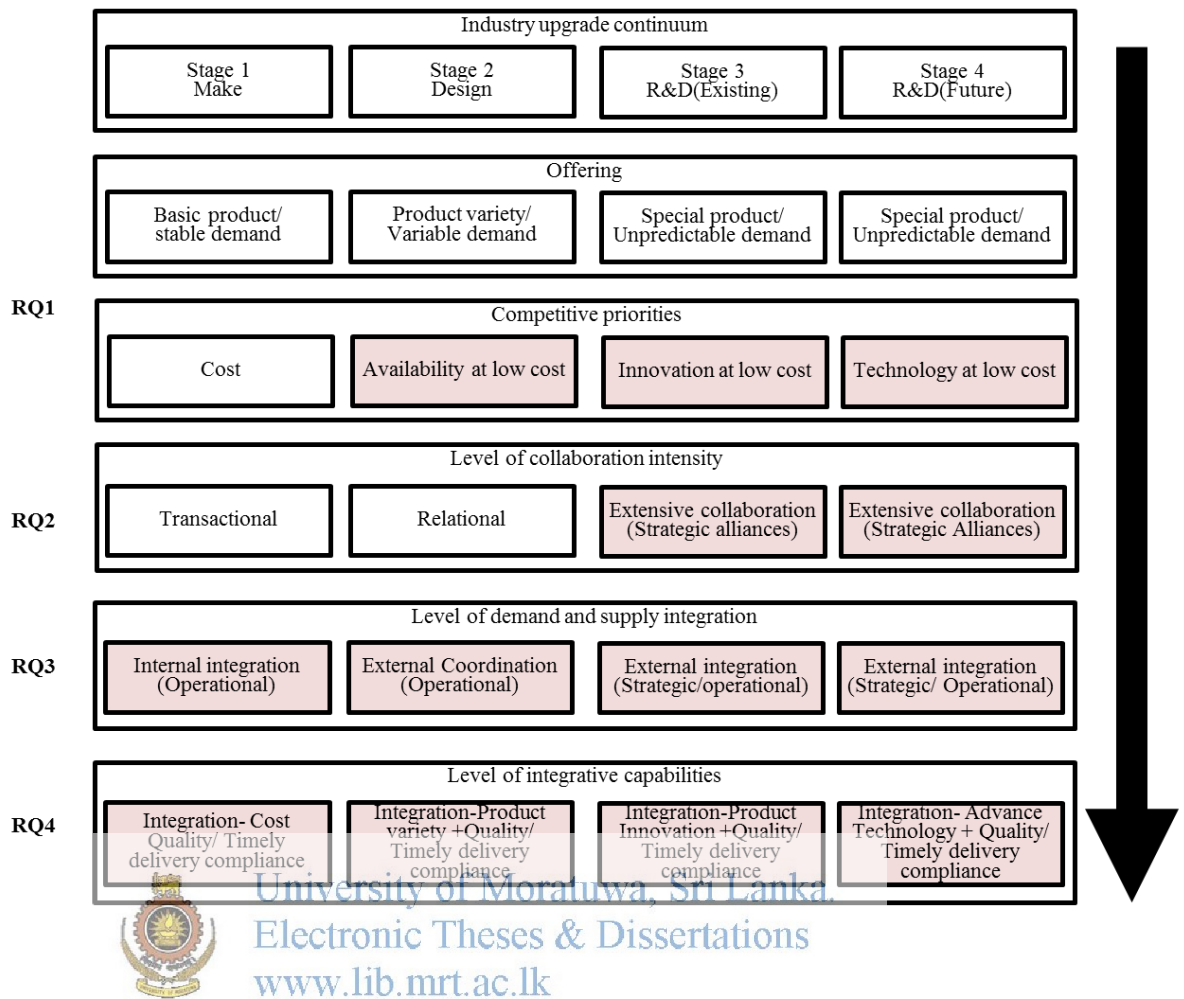 Industry upgrade continuum
Stage 1
Make
Stage 2
Design
Stage 3
R&D(Existing)
Stage 4
R&D(Future)
Offering
Basic product/
stable demand
Product variety/
Variable demand
Special product/
Unpredictable demand
Special product/
Unpredictable demand
RQ1
Competitive priorities
Cost
Availability at low cost
Innovation at low cost
Technology at low cost
RQ2
Level of collaboration intensity
Transactional
Relational
Extensive collaboration
(Strategic alliances)
Extensive collaboration
(Strategic Alliances)
RQ3
Level of demand and supply integration
Internal integration
(Operational)
External Coordination
(Operational)
External integration
(Strategic/operational)
External integration
(Strategic/ Operational)
RQ4
Level of integrative capabilities
Integration- Cost
Quality/ Timely
delivery compliance
Integration-Product
variety +Quality/
Timely delivery
compliance
Integration-Product
Innovation +Quality/
Timely delivery
compliance
Integration- Advance
Technology + Quality/
Timely delivery
compliance
University of Moratuwa, Sri Lanka.
Electronic Theses & Dissertations
www.lib.mrt.ac.lk